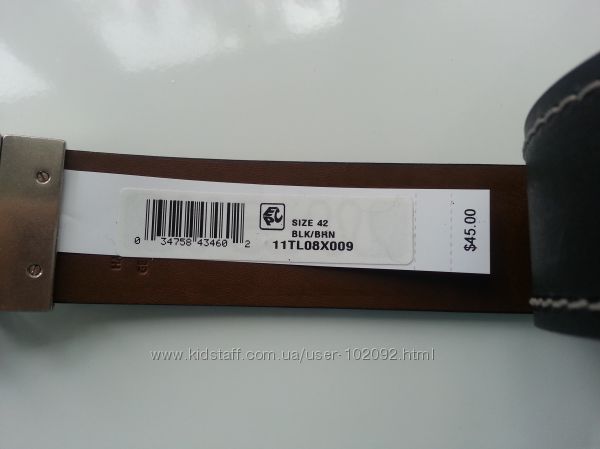 SIZE 42
BLK/BRN
11TL08X009
0 34758 43460 2
$45.00
www.kidstaff.com.ua/user-102092.html